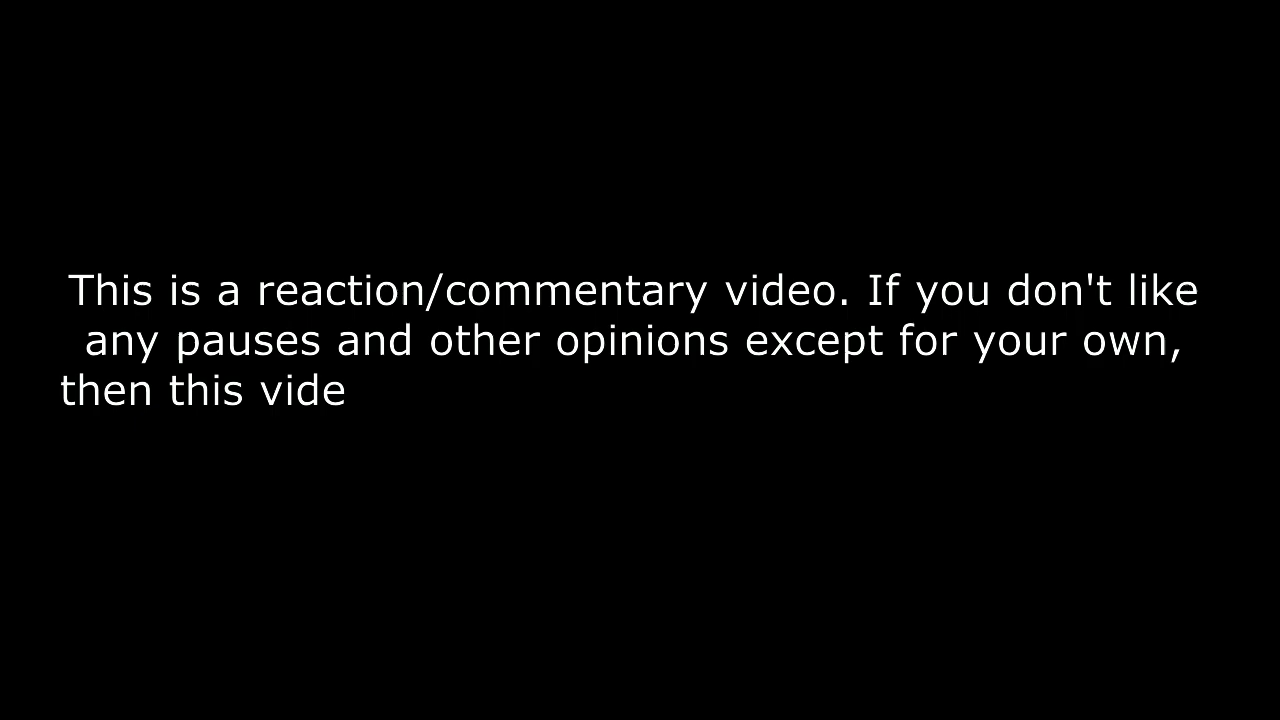 This is a reaction/commentary video. If you don't like
any pauses and other opinions except for your own,
then this vide